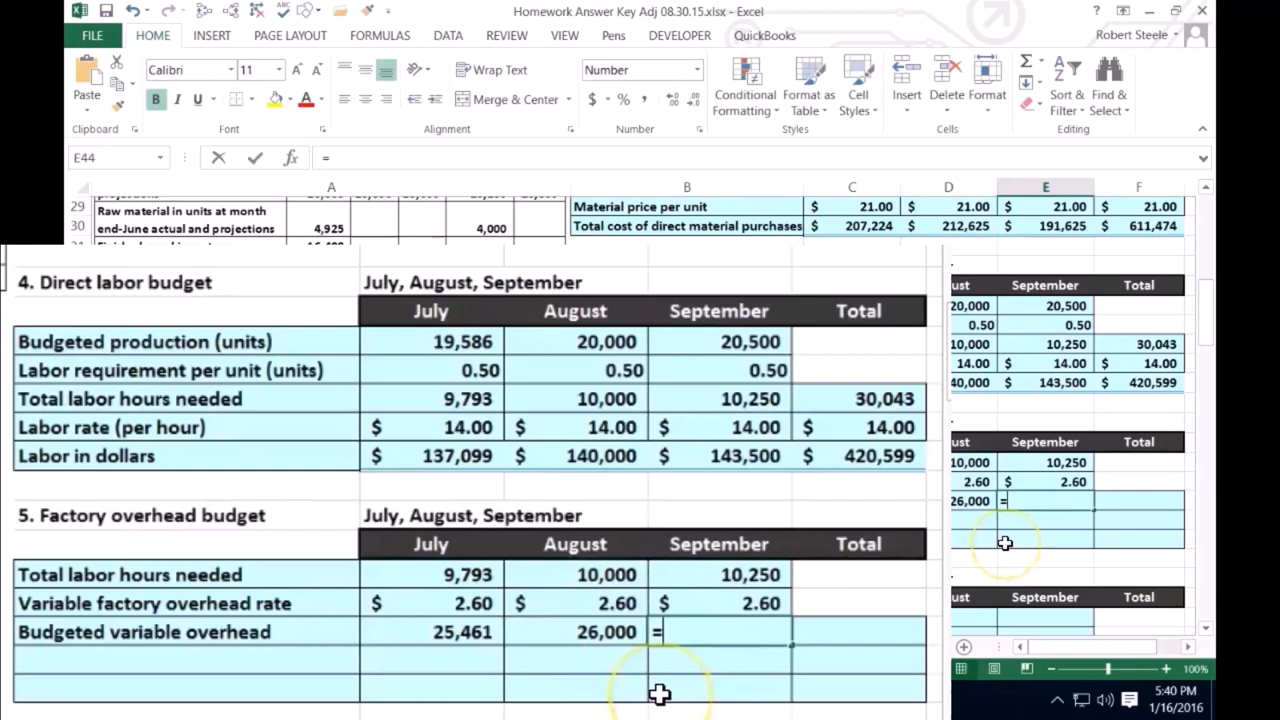 Homework Answer Key Adj 08.30.15.xlsx - Excel
FILE HOME INSERT PAGE LAYOUT FORMULAS DATA REVIEW VIEW Pens DEVELOPER QuickBooks Robert Steele
Calibri 11 Wrap Text Number
Paste B I U Merge & Center $ % , Conditional Formatting Format as Table Cell Styles Insert Delete Format Sort & Filter Find & Select
Clipboard Font Alignment Number Styles Cells Editing
E44 fx =
A B C D E F
29 Raw material in units at month Material price per unit $ 21.00 $ 21.00 $ 21.00 $ 21.00
30 end-June actual and projections 4,925 4,000 Total cost of direct material purchases $ 207,224 $ 212,625 $ 191,625 $ 611,474
4. Direct labor budget July, August, September
July August September Total
Budgeted production (units) 19,586 20,000 20,500
Labor requirement per unit (units) 0.50 0.50 0.50
Total labor hours needed 9,793 10,000 10,250 30,043
Labor rate (per hour) $ 14.00 $ 14.00 $ 14.00 $ 14.00
Labor in dollars $ 137,099 $ 140,000 $ 143,500 $ 420,599
5. Factory overhead budget July, August, September
July August September Total
Total labor hours needed 9,793 10,000 10,250
Variable factory overhead rate $ 2.60 $ 2.60 $ 2.60
Budgeted variable overhead 25,461 26,000 =
ust September Total
20,000 20,500
0.50 0.50
10,000 10,250 30,043
14.00 $ 14.00 $ 14.00
40,000 $ 143,500 $ 420,599
ust September Total
10,000 10,250
2.60 $ 2.60
26,000 =
ust September Total
100%
5:40 PM
1/16/2016